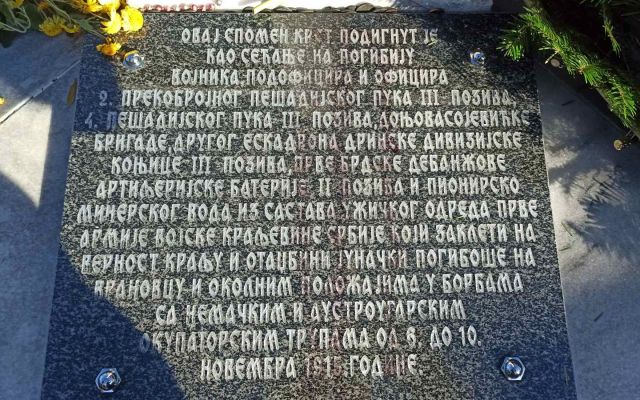 ОВАЈ СПОМЕН КРСТ ПОДИГНУТ ЈЕ
КАО СЕЋАЊЕ НА ПОГИБИЈУ
ВОЈНИКА, ПОДОФИЦИРА И ОФИЦИРА
2. ПРЕКОБРОЈНОГ ПЕШАДИЈСКОГ ПУКА III ПОЗИВА,
4. ПЕШАДИЈСКОГ ПУКА III ПОЗИВА, ДОЊОВАСОЈЕВИЋКЕ
БРИГАДЕ, ДРУГОГ ЕСКАДРОНА ДРИНСКЕ ДИВИЗИЈСКЕ
КОЊИЦЕ III ПОЗИВА, ПРВЕ БРДСКЕ ДЕБАНЖОВЕ
АРТИЉЕРИЈСКЕ БАТЕРИЈЕ II ПОЗИВА И ПИОНИРСКО
МИНЕРСКОГ ВОДА ИЗ САСТАВА УЖИЧКОГ ОДРЕДА ПРВЕ
АРМИЈЕ ВОЈСКЕ КРАЉЕВИНЕ СРБИЈЕ КОЈИ ЗАКЛЕТИ НА
ВЕРНОСТ КРАЉУ И ОТАЏБИНИ ЈУНАЧКИ ПОГИБОШЕ НА
ВРАНОВЦУ И ОКОЛНИМ ПОЛОЖАЈИМА У БОРБАМА
СА НЕМАЧКИМ И АУСТРОУГАРСКИМ
ОКУПАТОРСКИМ ТРУПАМА ОД 8. ДО 10.
НОВЕМБРА 1915 ГОДИНЕ.